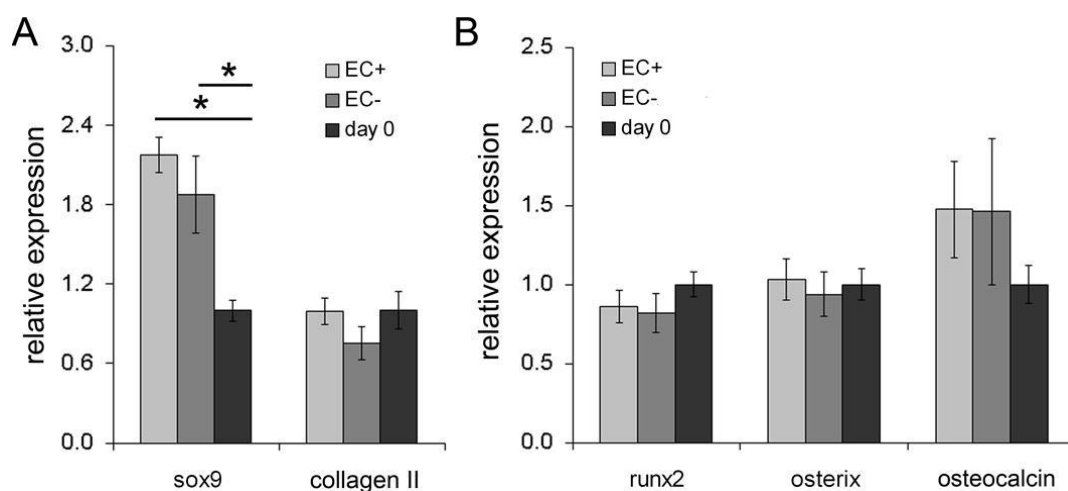 A
relative expression
3.0
2.4
1.8
1.2
0.6
0.0
*
*
EC+
EC-
day 0
sox9 collagen II
B
relative expression
2.5
2.0
1.5
1.0
0.5
0.0
EC+
EC-
day 0
runx2 osterix osteocalcin